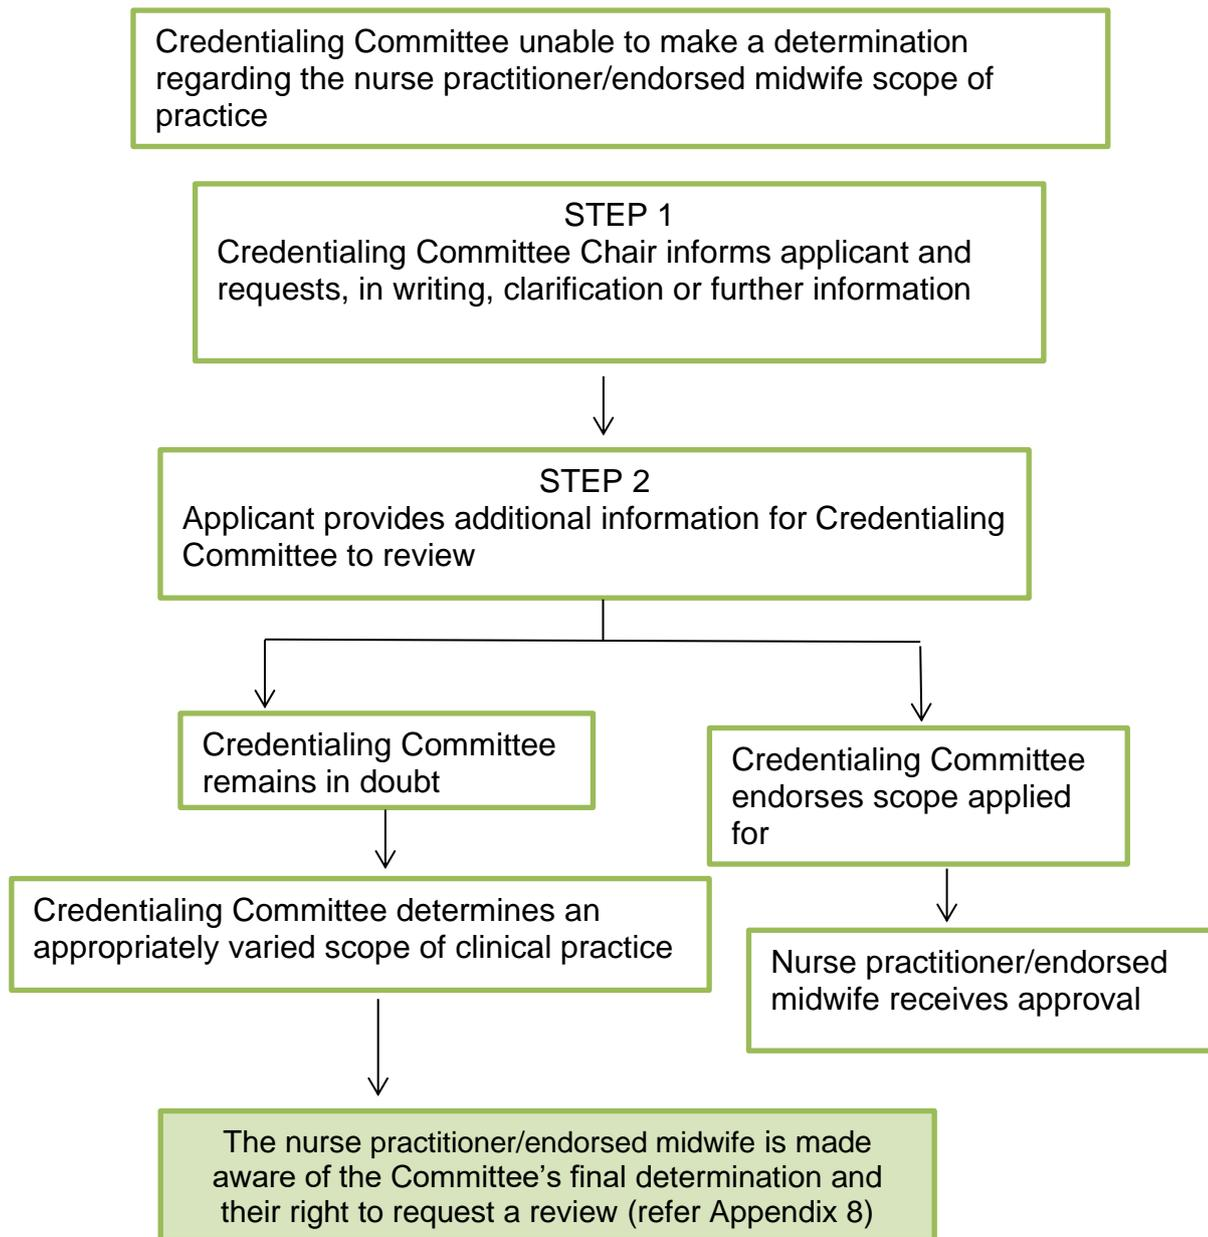 Credentialing Committee unable to make a determination
regarding the nurse practitioner/endorsed midwife scope of
practice
STEP 1
Credentialing Committee Chair informs applicant and
requests, in writing, clarification or further information
STEP 2
Applicant provides additional information for Credentialing
Committee to review
Credentialing Committee
remains in doubt
Credentialing Committee
endorses scope applied
for
Credentialing Committee determines an
appropriately varied scope of clinical practice
Nurse practitioner/endorsed
midwife receives approval
The nurse practitioner/endorsed midwife is made
aware of the Committee’s final determination and
their right to request a review (refer Appendix 8)